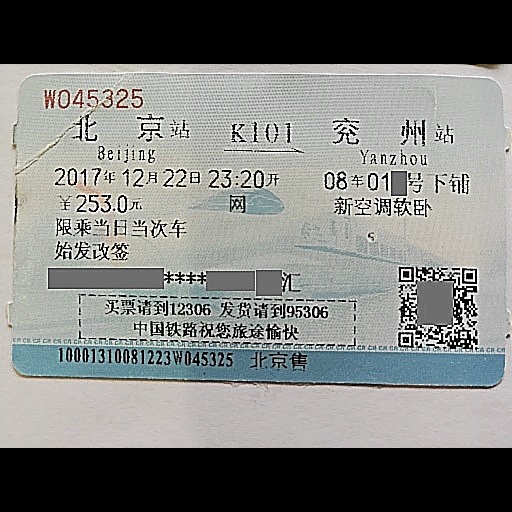 W045325
北京站 K101 兖州站
Beijing Yanzhou
2017年12月22日23:20开 08车01号下铺
¥253.0元 网 新空调软卧
限乘当日当次车
始发改签
****汇
买票请到12306 发货请到95306
中国铁路祝您旅途愉快
10001310081223W045325 北京售